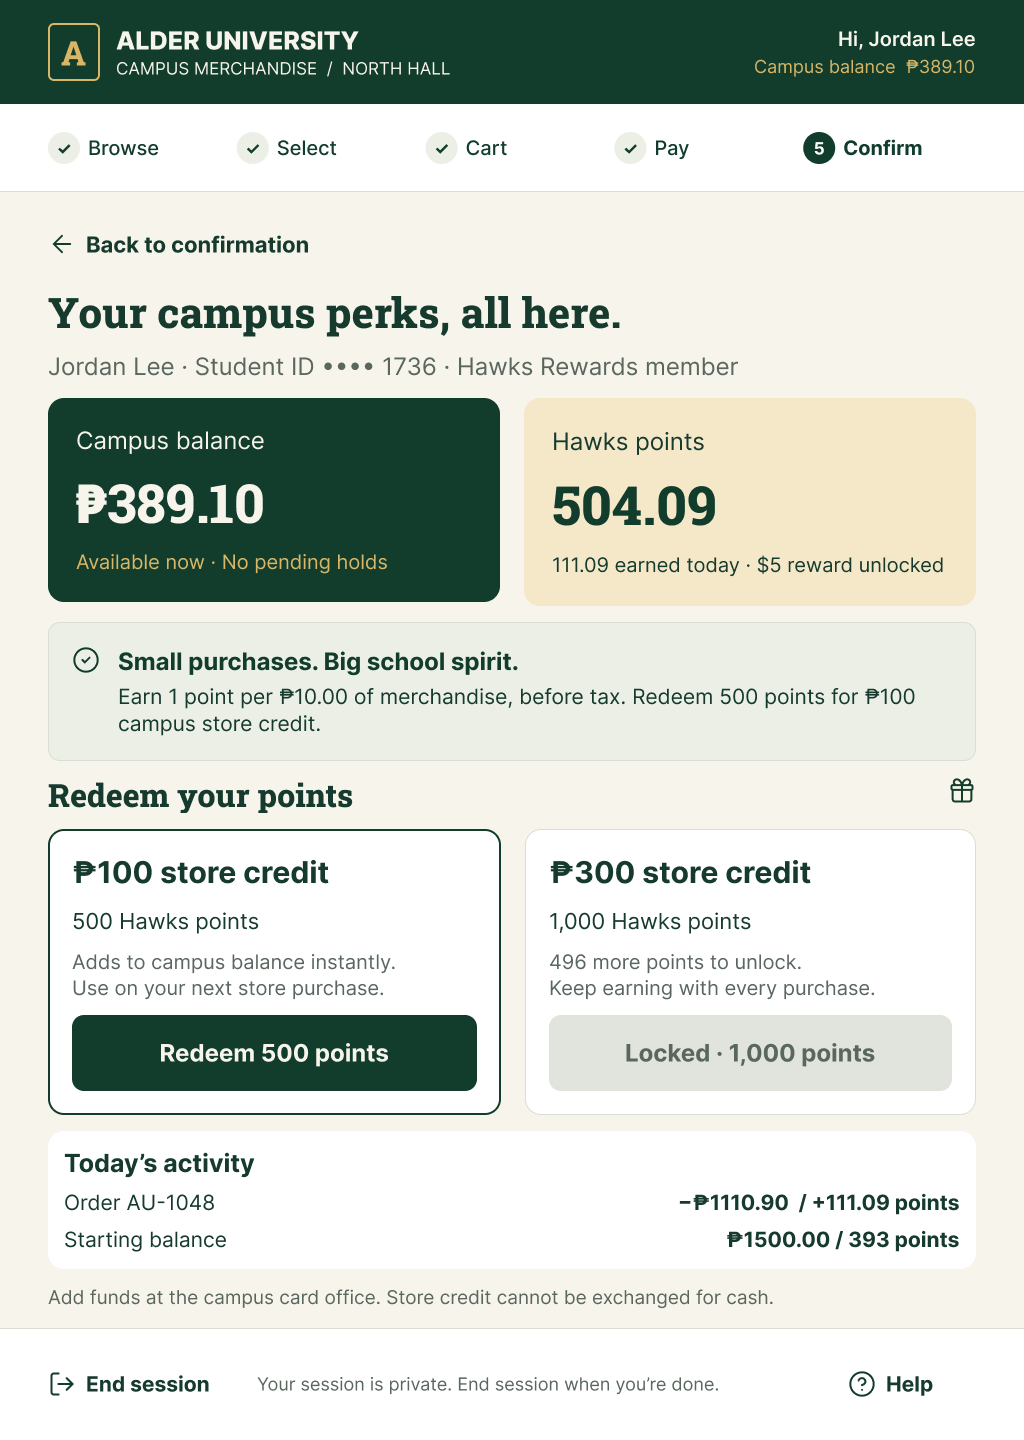 A
ALDER UNIVERSITY
CAMPUS MERCHANDISE / NORTH HALL
Hi, Jordan Lee
Campus balance ₱389.10
Browse
Select
Cart
Pay
5 Confirm
Back to confirmation
Your campus perks, all here.
Jordan Lee · Student ID •••• 1736 · Hawks Rewards member
Campus balance
₱389.10
Available now · No pending holds
Hawks points
504.09
111.09 earned today · $5 reward unlocked
Small purchases. Big school spirit.
Earn 1 point per ₱10.00 of merchandise, before tax. Redeem 500 points for ₱100
campus store credit.
Redeem your points
₱100 store credit
500 Hawks points
Adds to campus balance instantly.
Use on your next store purchase.
Redeem 500 points
₱300 store credit
1,000 Hawks points
496 more points to unlock.
Keep earning with every purchase.
Locked · 1,000 points
Today’s activity
Order AU-1048 −₱1110.90 / +111.09 points
Starting balance ₱1500.00 / 393 points
Add funds at the campus card office. Store credit cannot be exchanged for cash.
End session
Your session is private. End session when you’re done.
Help